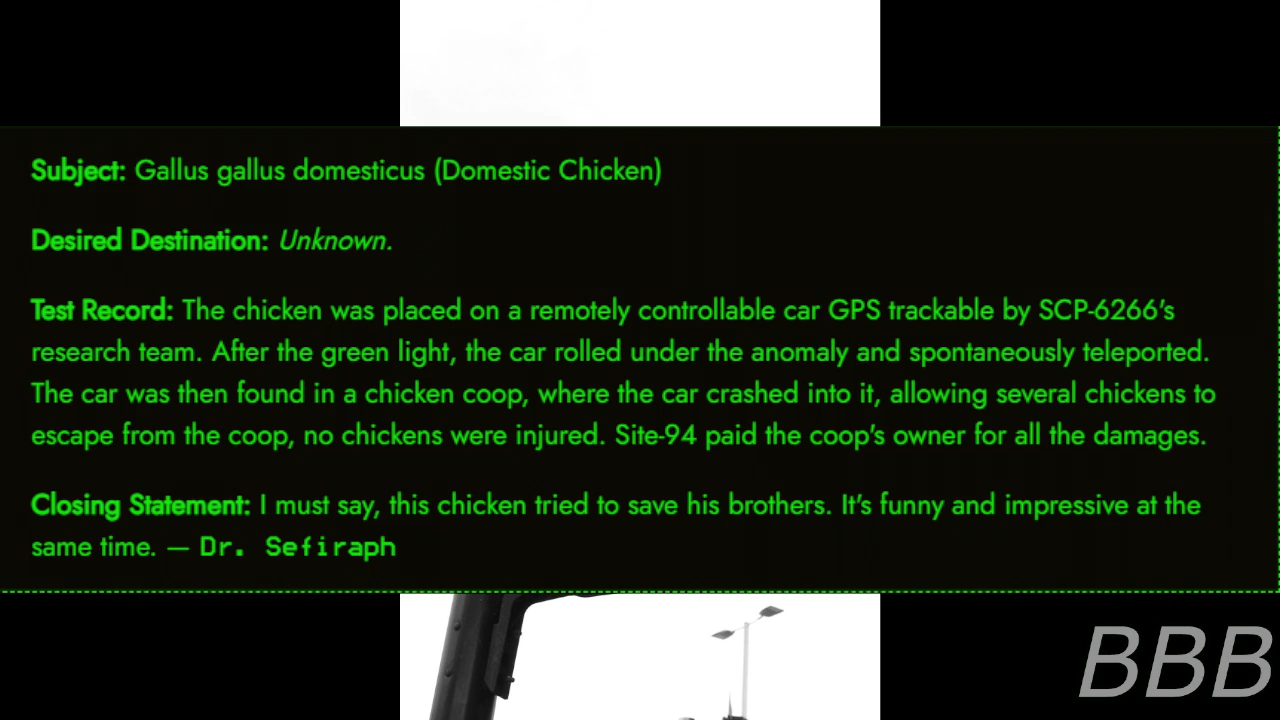 Subject: Gallus gallus domesticus (Domestic Chicken)
Desired Destination: Unknown.
Test Record: The chicken was placed on a remotely controllable car GPS trackable by SCP-6266's
research team. After the green light, the car rolled under the anomaly and spontaneously teleported.
The car was then found in a chicken coop, where the car crashed into it, allowing several chickens to
escape from the coop, no chickens were injured. Site-94 paid the coop's owner for all the damages.
Closing Statement: I must say, this chicken tried to save his brothers. It's funny and impressive at the
same time. — Dr. Sefiraph
BBB